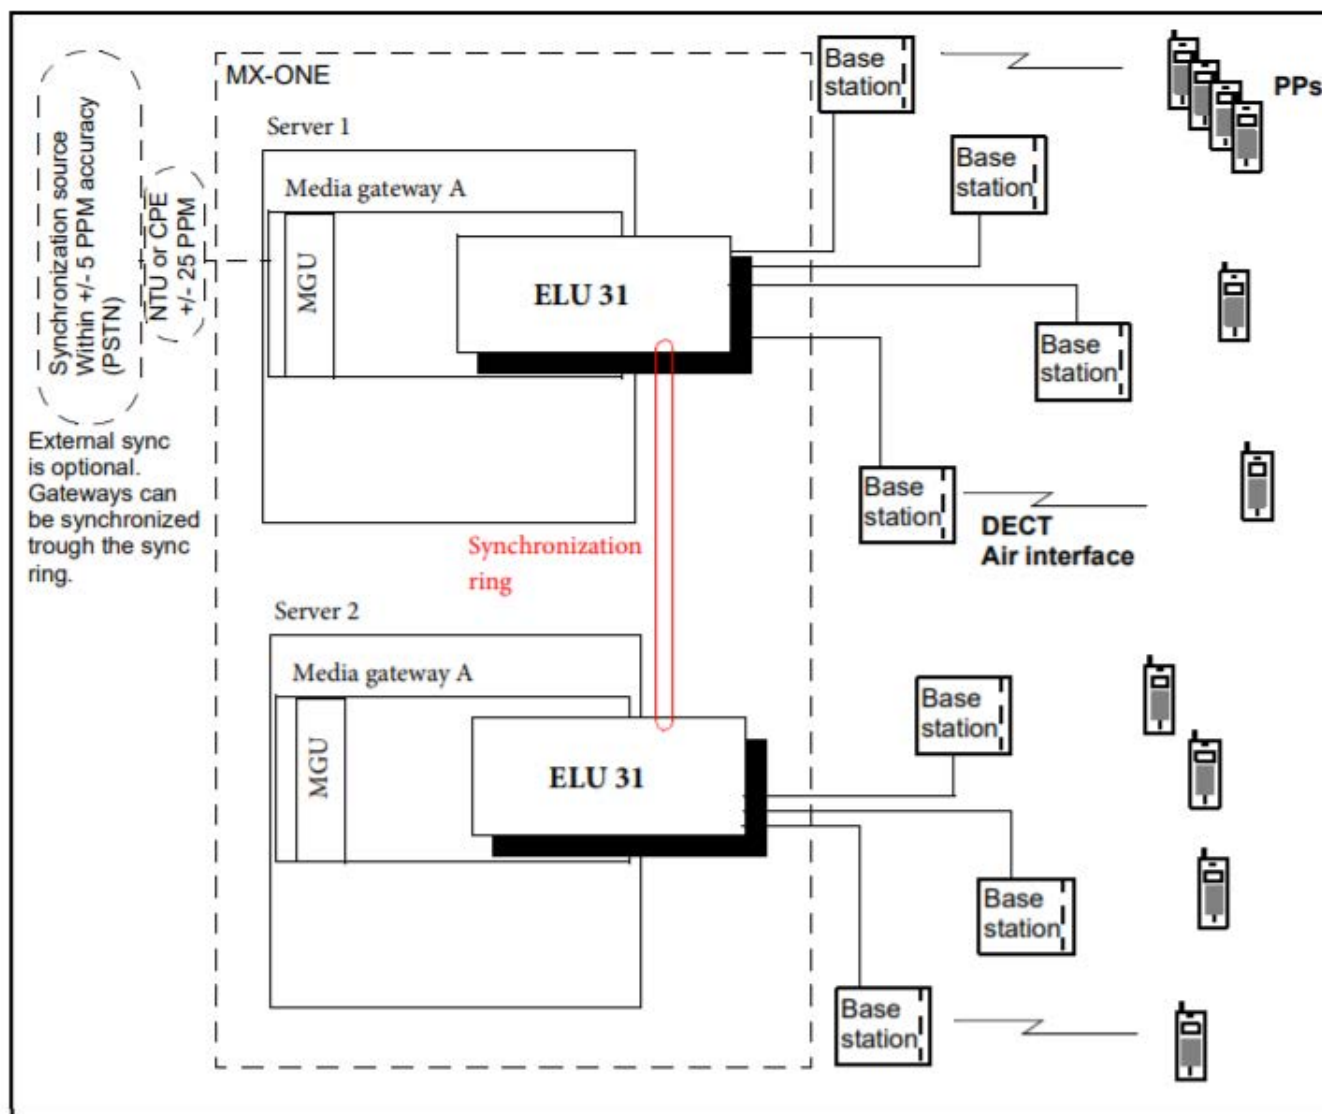 MX-ONE
Server 1
Media gateway A
MGU
ELU 31
Synchronization source
Within +/- 5 PPM accuracy
(PSTN)
NTU or CPE
+/- 25 PPM
External sync
is optional.
Gateways can
be synchronized
trough the sync
ring.
Synchronization
ring
Server 2
Media gateway A
MGU
ELU 31
Base
station
Base
station
Base
station
Base
station
PPs
DECT
Air interface
Base
station
Base
station
Base
station